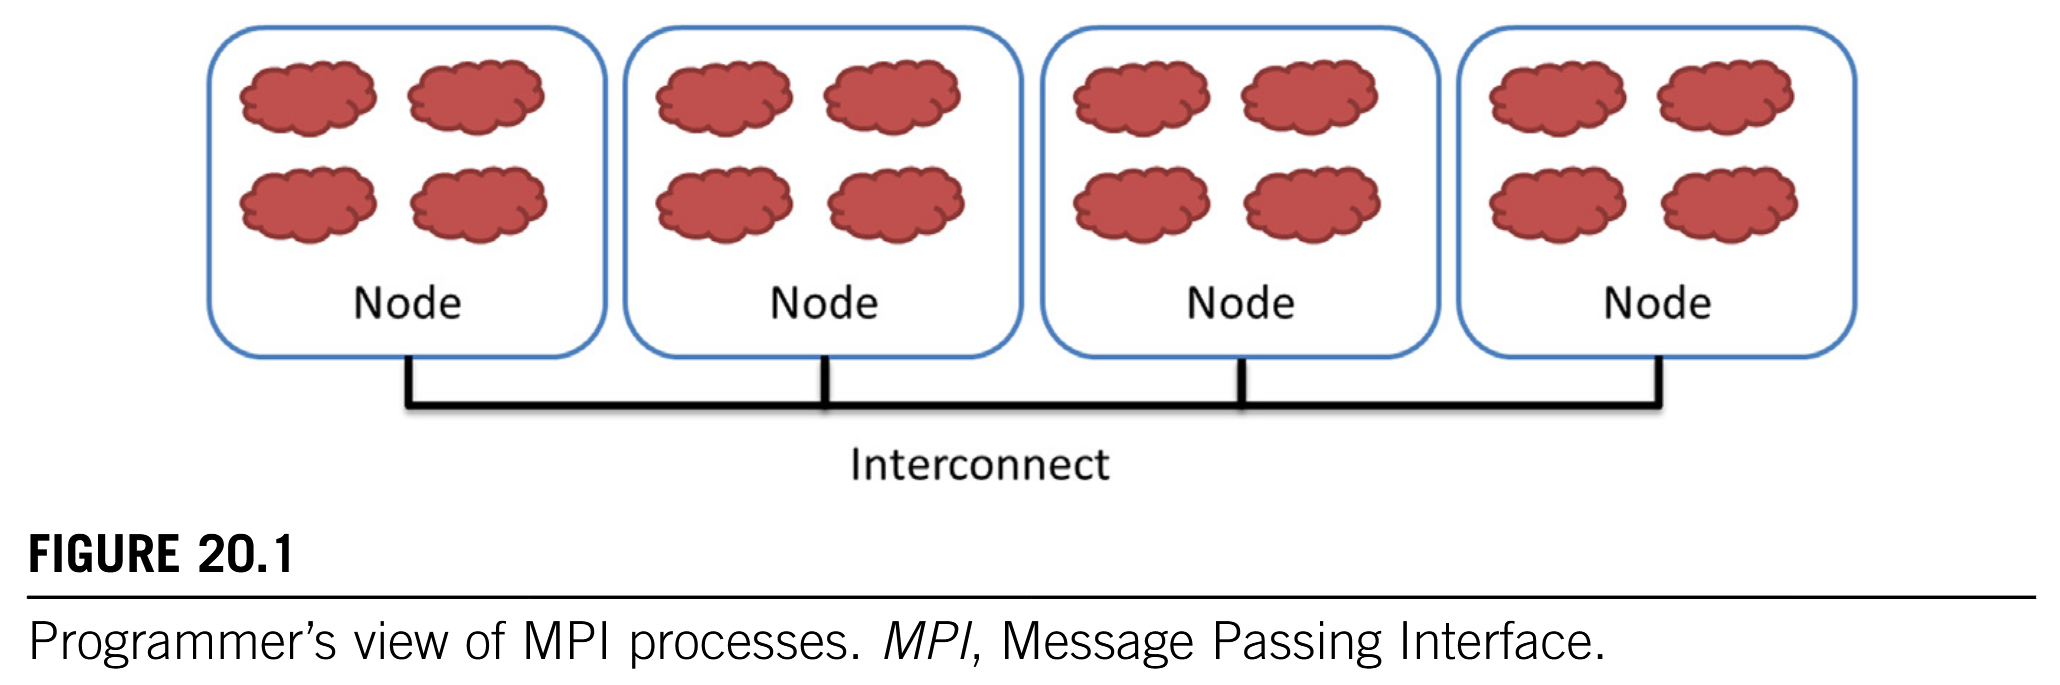 Node Node Node Node
Interconnect
FIGURE 20.1
Programmer’s view of MPI processes. MPI, Message Passing Interface.